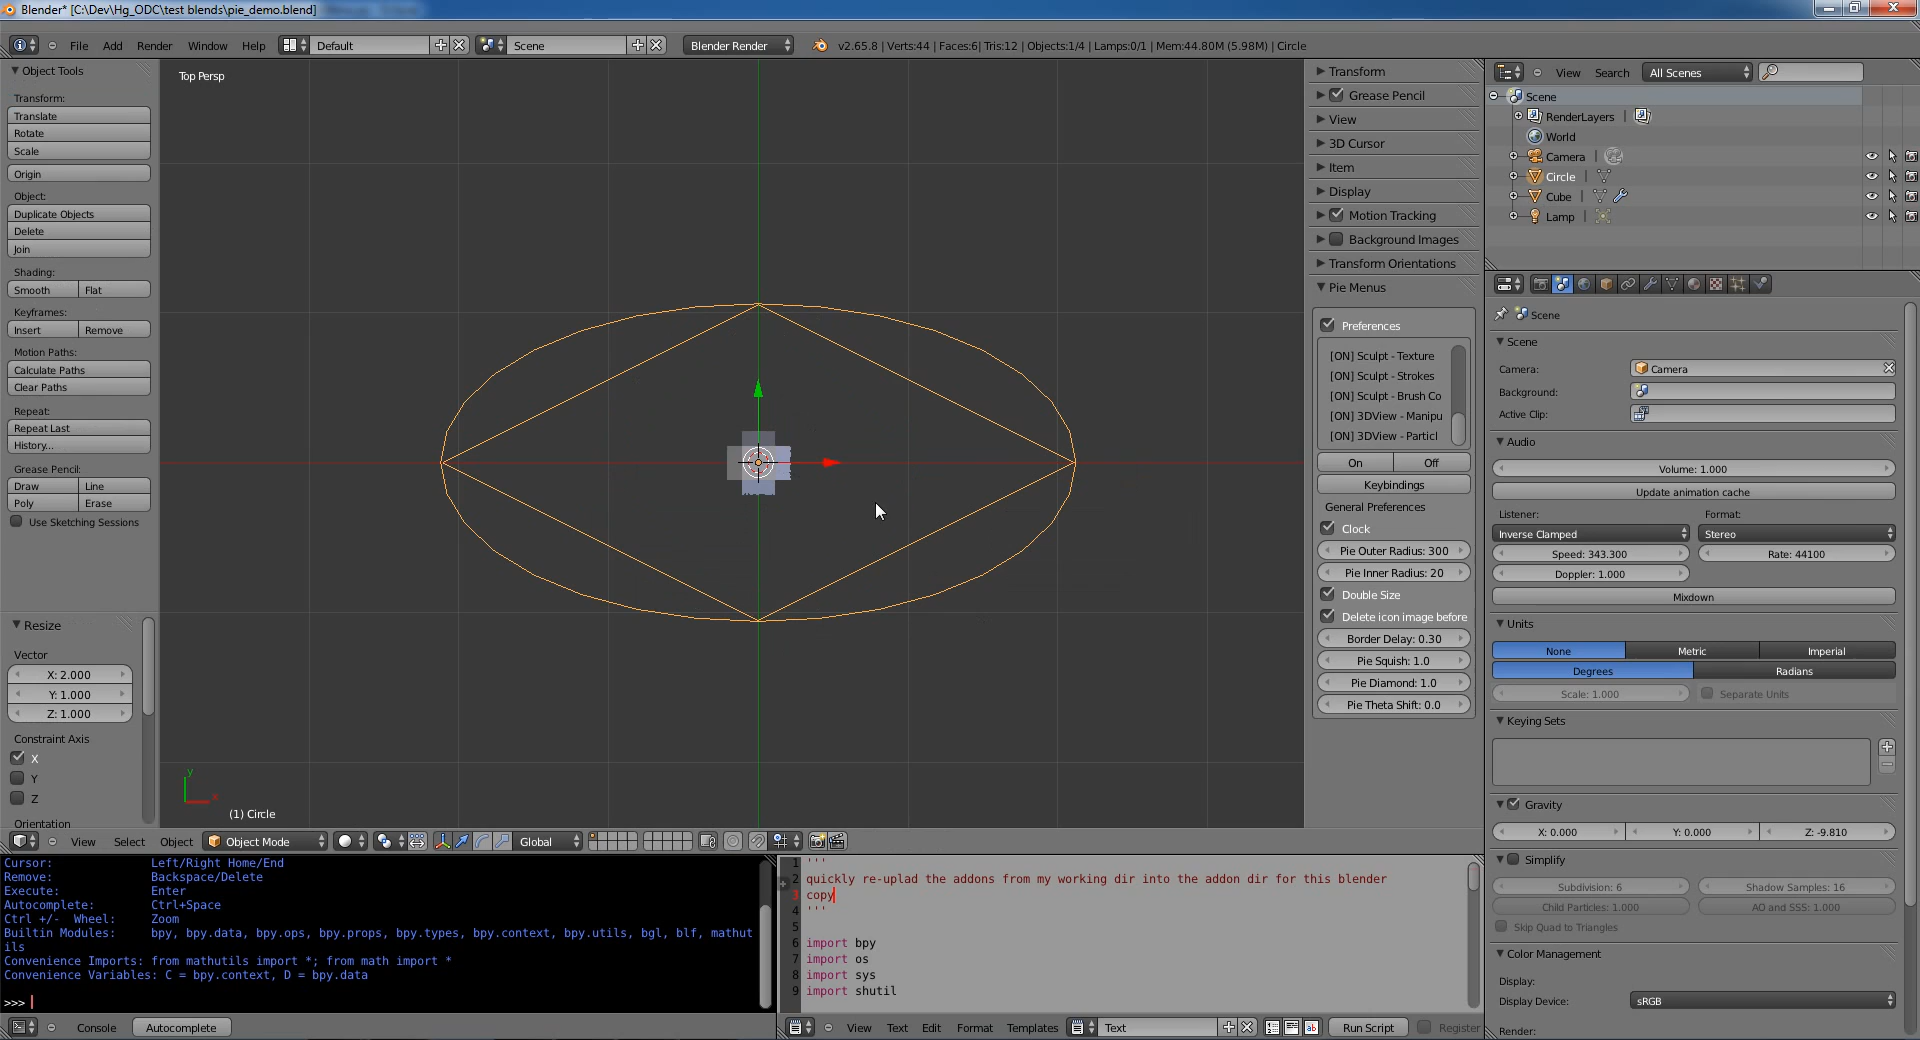 Blender* [C:\Dev\Hg_ODC\test blends\pie_demo.blend]
File Add Render Window Help Default Scene Blender Render v2.65.8 | Verts:44 | Faces:6 | Tris:12 | Objects:1/4 | Lamps:0/1 | Mem:44.80M (5.98M) | Circle
Object Tools
Transform:
Translate
Rotate
Scale
Origin
Object:
Duplicate Objects
Delete
Join
Shading:
Smooth Flat
Keyframes:
Insert Remove
Motion Paths:
Calculate Paths
Clear Paths
Repeat:
Repeat Last
History...
Grease Pencil:
Draw Line
Poly Erase
Use Sketching Sessions
Resize
Vector
X: 2.000
Y: 1.000
Z: 1.000
Constraint Axis
X
Y
Z
Orientation
Top Persp
y
x
(1) Circle
Transform
Grease Pencil
View
3D Cursor
Item
Display
Motion Tracking
Background Images
Transform Orientations
Pie Menus
Preferences
[ON] Sculpt - Texture
[ON] Sculpt - Strokes
[ON] Sculpt - Brush Co
[ON] 3DView - Manipu
[ON] 3DView - Particl
On Off
Keybindings
General Preferences
Clock
Pie Outer Radius: 300
Pie Inner Radius: 20
Double Size
Delete icon image before
Border Delay: 0.30
Pie Squish: 1.0
Pie Diamond: 1.0
Pie Theta Shift: 0.0
View Select Object Object Mode Global
Cursor: Left/Right Home/End
Remove: Backspace/Delete
Execute: Enter
Autocomplete: Ctrl+Space
Ctrl +/- Wheel: Zoom
Builtin Modules: bpy, bpy.data, bpy.ops, bpy.props, bpy.types, bpy.context, bpy.utils, bgl, blf, mathut
ils
Convenience Imports: from mathutils import *; from math import *
Convenience Variables: C = bpy.context, D = bpy.data
>>>
Console Autocomplete
1 '''
2 quickly re-uplad the addons from my working dir into the addon dir for this blender
3 copy
4 '''
5
6 import bpy
7 import os
8 import sys
9 import shutil
View Text Edit Format Templates Text Run Script Register
View Search All Scenes
Scene
RenderLayers
World
Camera
Circle
Cube
Lamp
Scene
Scene
Camera: Camera
Background:
Active Clip:
Audio
Volume: 1.000
Update animation cache
Listener: Format:
Inverse Clamped Stereo
Speed: 343.300 Rate: 44100
Doppler: 1.000
Mixdown
Units
None Metric Imperial
Degrees Radians
Scale: 1.000 Separate Units
Keying Sets
Gravity
X: 0.000 Y: 0.000 Z: -9.810
Simplify
Subdivision: 6 Shadow Samples: 16
Child Particles: 1.000 AO and SSS: 1.000
Skip Quad to Triangles
Color Management
Display:
Display Device: sRGB
Render: